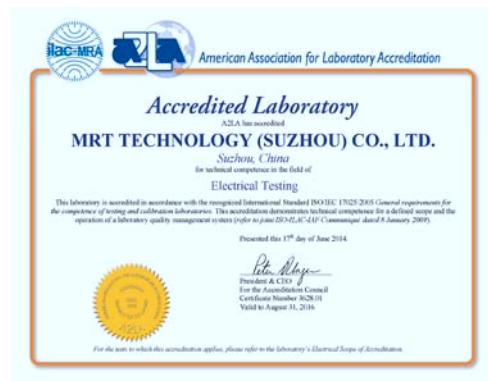 ilac-MRA
A2LA
American Association for Laboratory Accreditation
Accredited Laboratory
A2LA has accredited
MRT TECHNOLOGY (SUZHOU) CO., LTD.
Suzhou, China
for technical competence in the field of
Electrical Testing
This laboratory is accredited in accordance with the recognized International Standard ISO/IEC 17025:2005 General requirements for
the competence of testing and calibration laboratories. This accreditation demonstrates technical competence for a defined scope and the
operation of a laboratory quality management system (refer to joint ISO-ILAC-IAF Communiqué dated 8 January 2009).
Presented this 17th day of June 2014.
President & CEO
For the Accreditation Council
Certificate Number 3628.01
Valid to August 31, 2016
A2LA
For the tests to which this accreditation applies, please refer to the laboratory's Electrical Scope of Accreditation.